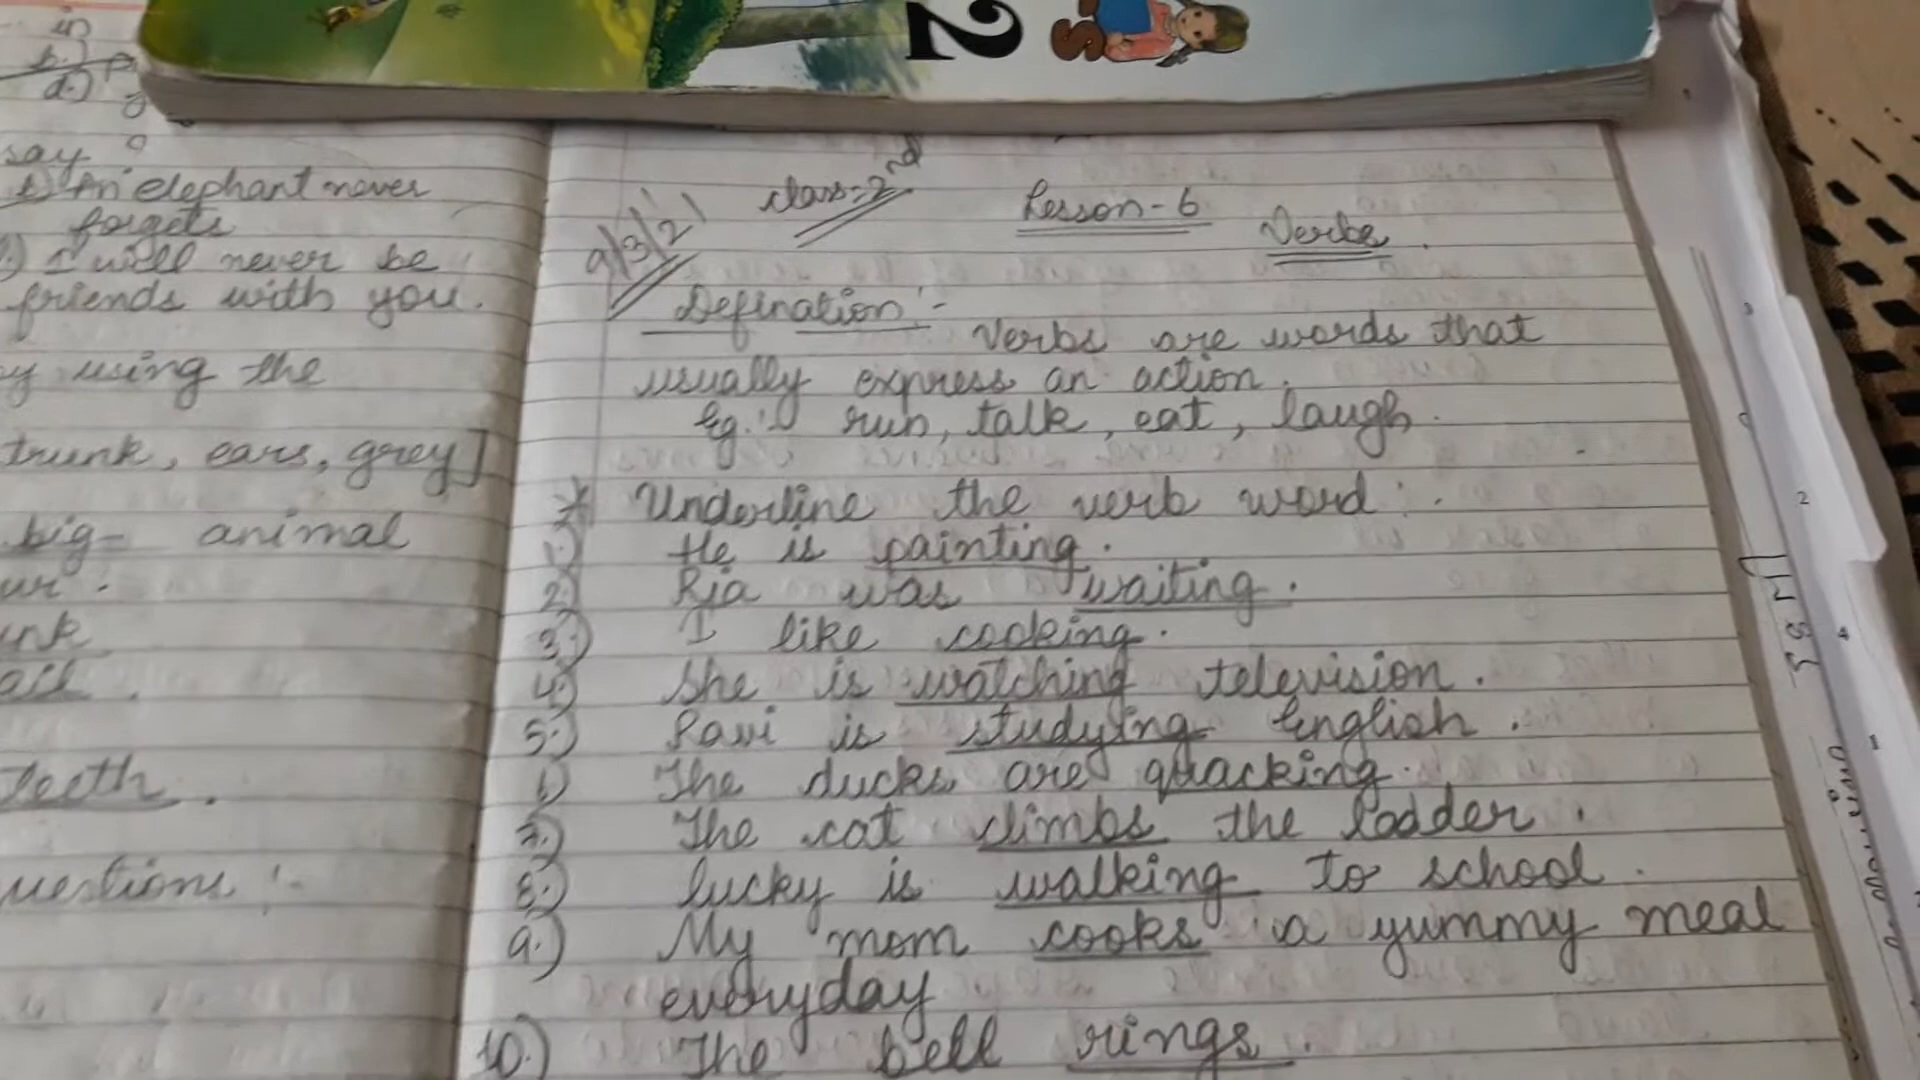 2
say
An elephant never
forgets
I will never be
friends with you.
using the
trunk, ears, grey]
big animal
teeth.
9/3/21
class:-2nd
Lesson-6
Verbs.
Defination:-
Verbs are words that
usually express an action.
Eg.:- run, talk, eat, laugh.
* Underline the verb word:.
1.) He is painting.
2.) Ria was waiting.
3.) I like cooking.
4.) She is watching television.
5.) Ravi is studying English.
6.) The ducks are quacking.
7.) The cat climbs the ladder.
8.) lucky is walking to school.
9.) My mom cooks a yummy meal
everyday
10.) The bell rings.